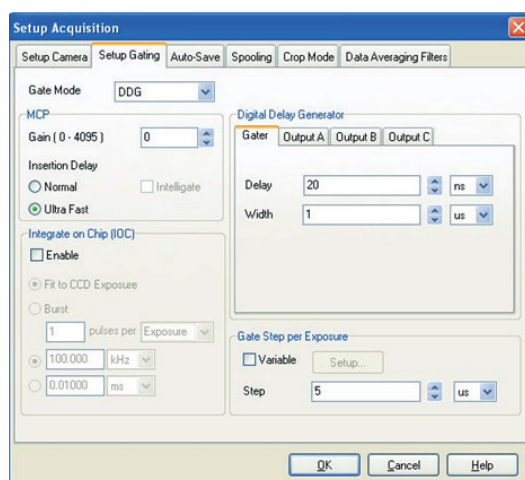 Setup Acquisition
Setup Camera Setup Gating Auto-Save Spooling Crop Mode Data Averaging Filters
Gate Mode DDG
MCP
Gain ( 0 - 4095 ) 0
Insertion Delay
Normal Intelligate
Ultra Fast
Integrate on Chip (IOC)
Enable
Fit to CCD Exposure
Burst
1 pulses per Exposure
100.000 kHz
0.01000 ms
Digital Delay Generator
Gater Output A Output B Output C
Delay 20 ns
Width 1 us
Gate Step per Exposure
Variable Setup...
Step 5 us
OK Cancel Help